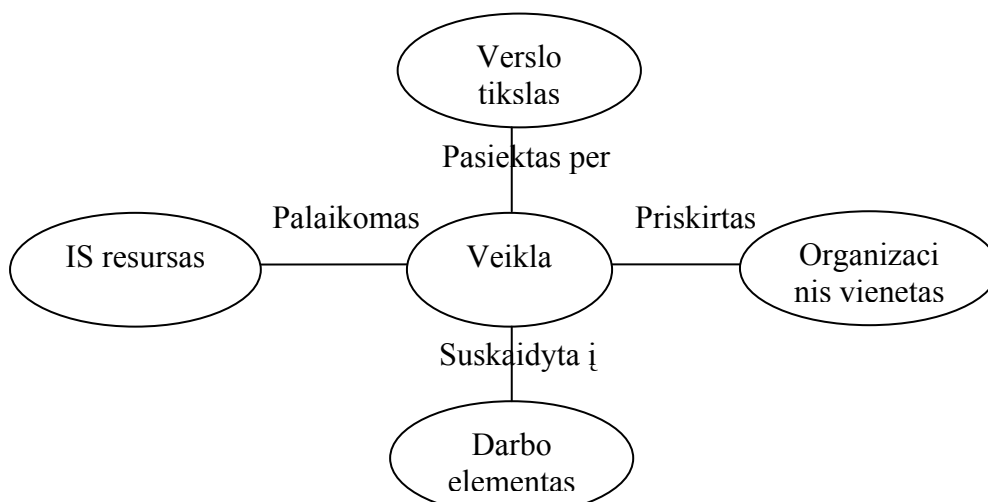 Verslo
tikslas
Pasiektas per
Palaikomas
Priskirtas
IS resursas
Veikla
Organizaci
nis vienetas
Suskaidyta į
Darbo
elementas